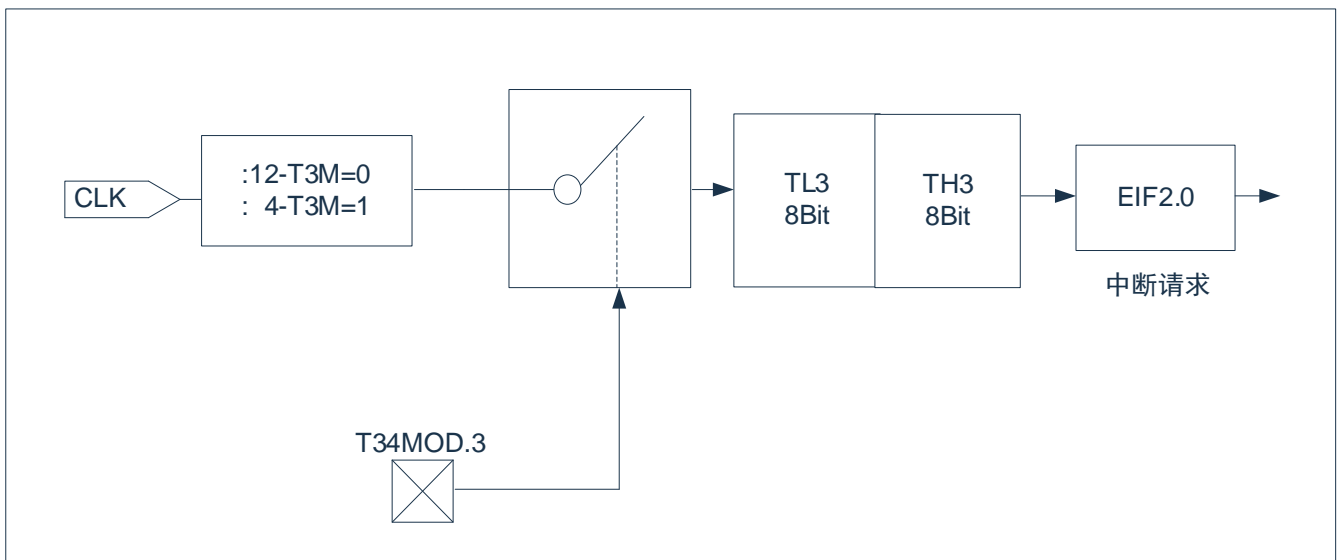 CLK
:12-T3M=0
:  4-T3M=1
TL3
8Bit
TH3
8Bit
EIF2.0
中断请求
T34MOD.3